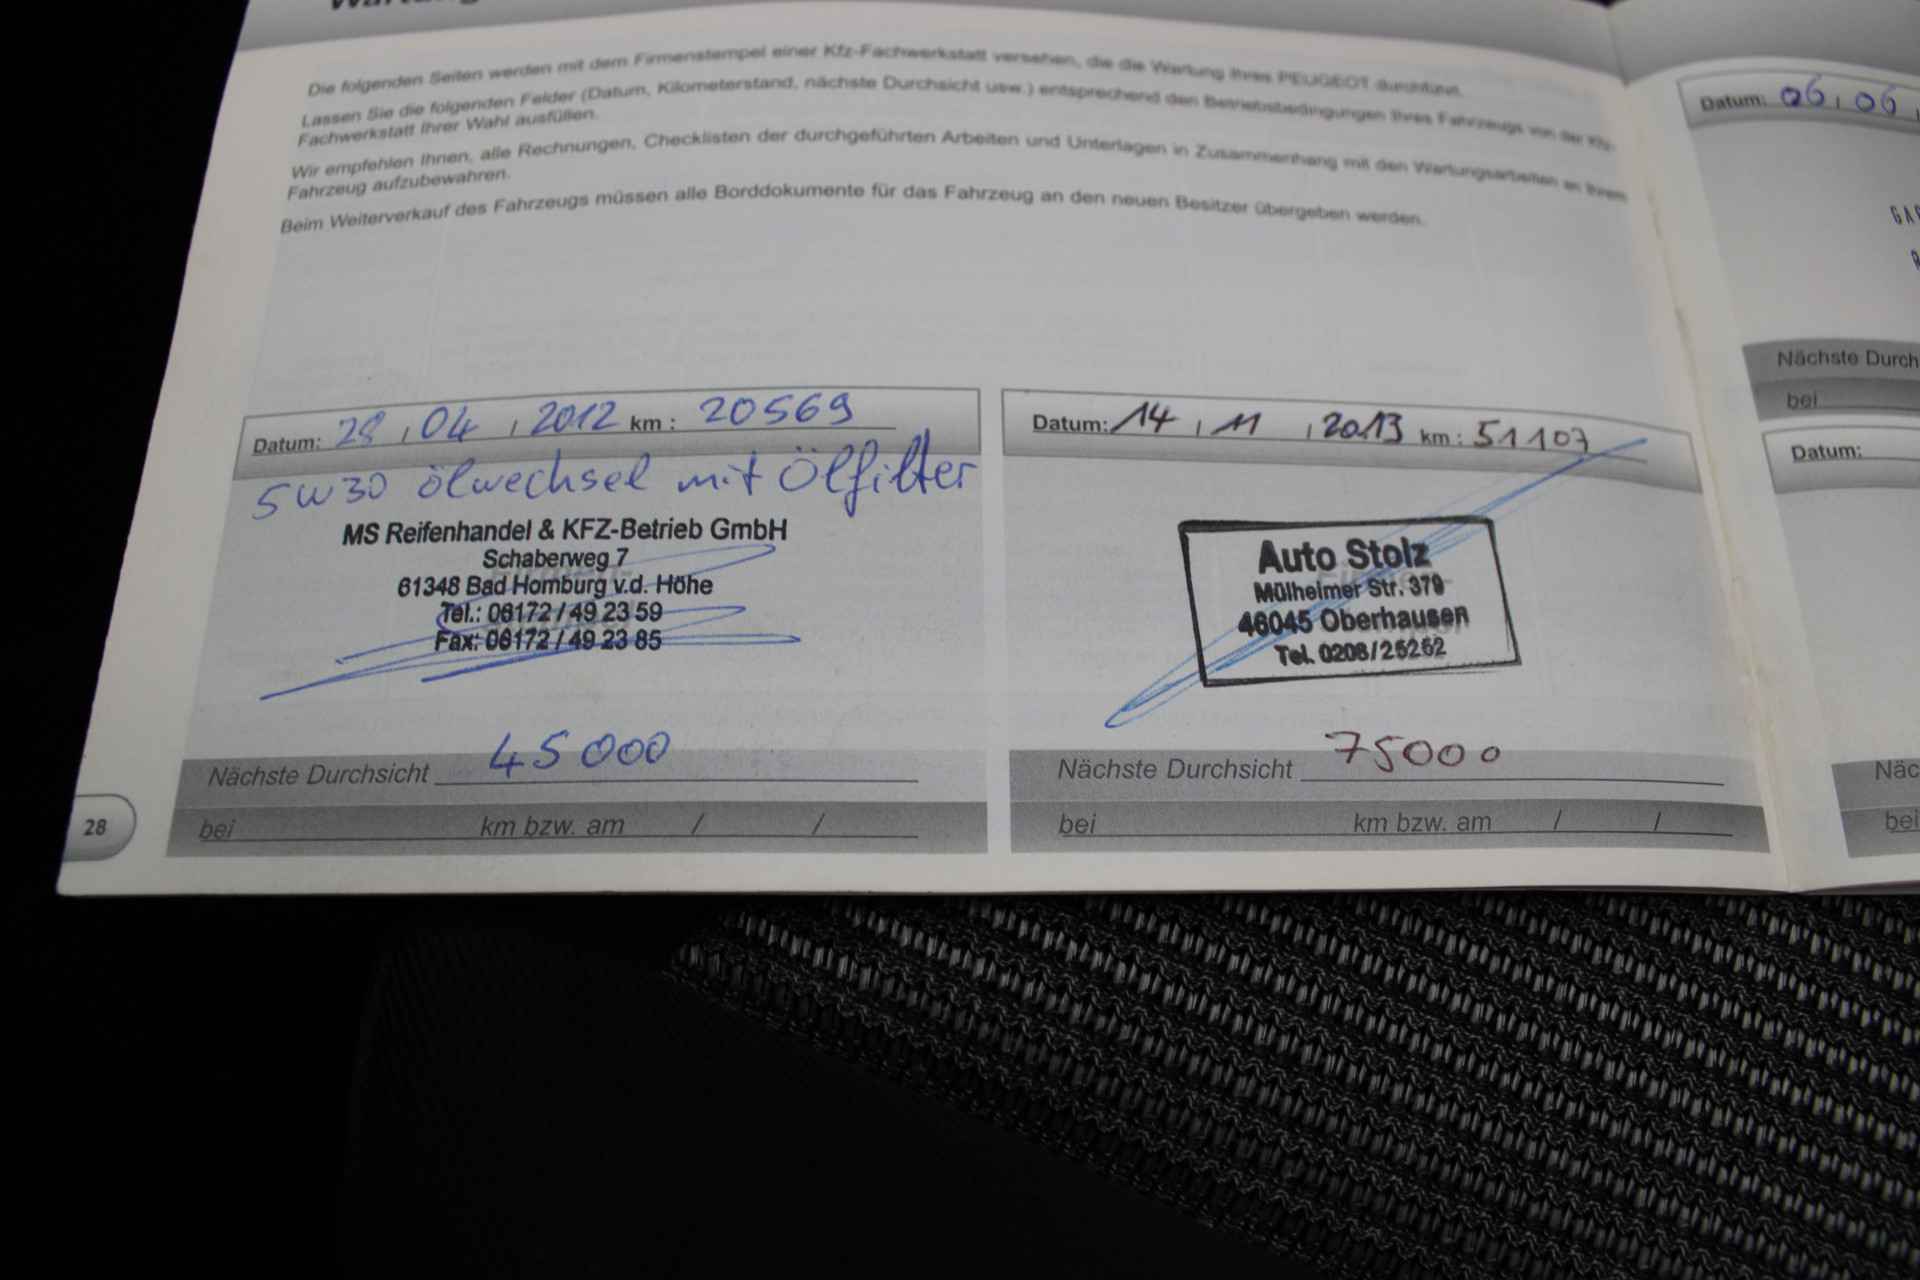 Die folgenden Seiten werden mit dem Firmenstempel einer Kfz-Fachwerkstatt versehen, die die Wartung Ihres PEUGEOT durchführt.
Lassen Sie die folgenden Felder (Datum, Kilometerstand, nächste Durchsicht usw.) entsprechend den Betriebsbedingungen Ihres Fahrzeugs von der Kfz-
Fachwerkstatt Ihrer Wahl ausfüllen.
Wir empfehlen Ihnen, alle Rechnungen, Checklisten der durchgeführten Arbeiten und Unterlagen in Zusammenhang mit den Wartungsarbeiten an Ihrem
Fahrzeug aufzubewahren.
Beim Weiterverkauf des Fahrzeugs müssen alle Borddokumente für das Fahrzeug an den neuen Besitzer übergeben werden.
Datum: 28 , 04 , 2012 km : 20569
5W30 ölwechsel mit Ölfilter
MS Reifenhandel & KFZ-Betrieb GmbH
Schaberweg 7
61348 Bad Homburg v.d. Höhe
Tel.: 06172 / 49 23 59
Fax: 06172 / 49 23 85
Nächste Durchsicht 45000
bei km bzw. am / /
28
Datum: 14 , 11 , 2013 km : 51107
Auto Stolz
Mülheimer Str. 379
46045 Oberhausen
Tel. 0208/25262
Nächste Durchsicht 75000
bei km bzw. am / /
Datum: 06 , 06 ,
Nächste Durch
bei
Datum:
Näc
bei